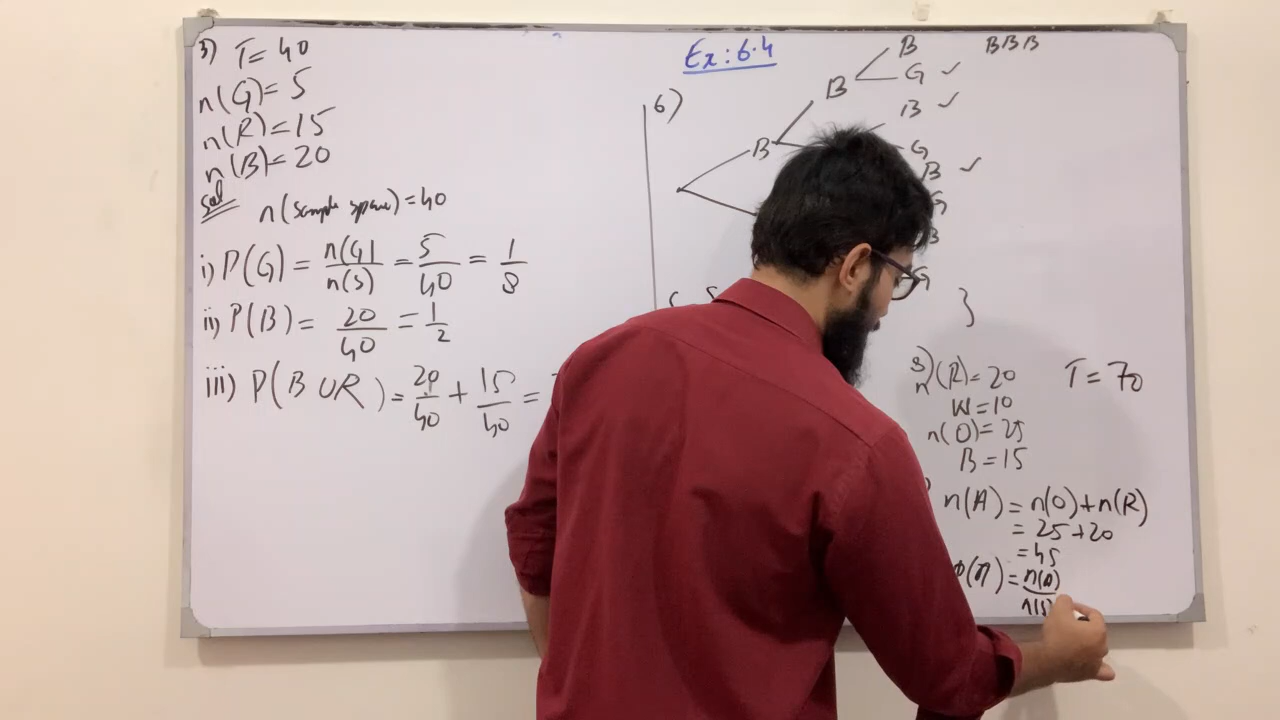 3) T = 40
n(G) = 5
n(R) = 15
n(B) = 20
Sol n(sample space) = 40
i) P(G) = n(G) / n(S) = 5/40 = 1/8
ii) P(B) = 20/40 = 1/2
iii) P(B UR) = 20/40 + 15/40 =
Ex: 6.4
6)
B BBB
B G ✓
B ✓
B G
B ✓
G
B
G
}
n(R) = 20 T = 70
W = 10
n(O) = 25
B = 15
n(A) = n(O) + n(R)
= 25 + 20
= 45
= n(A) / n(S)